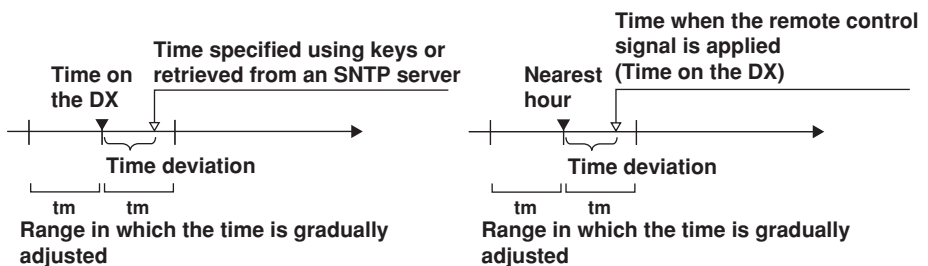 Time specified using keys or
retrieved from an SNTP server
Time on
the DX
Time deviation
tm tm
Range in which the time is gradually
adjusted
Time when the remote control
signal is applied
(Time on the DX)
Nearest
hour
Time deviation
tm tm
Range in which the time is gradually
adjusted